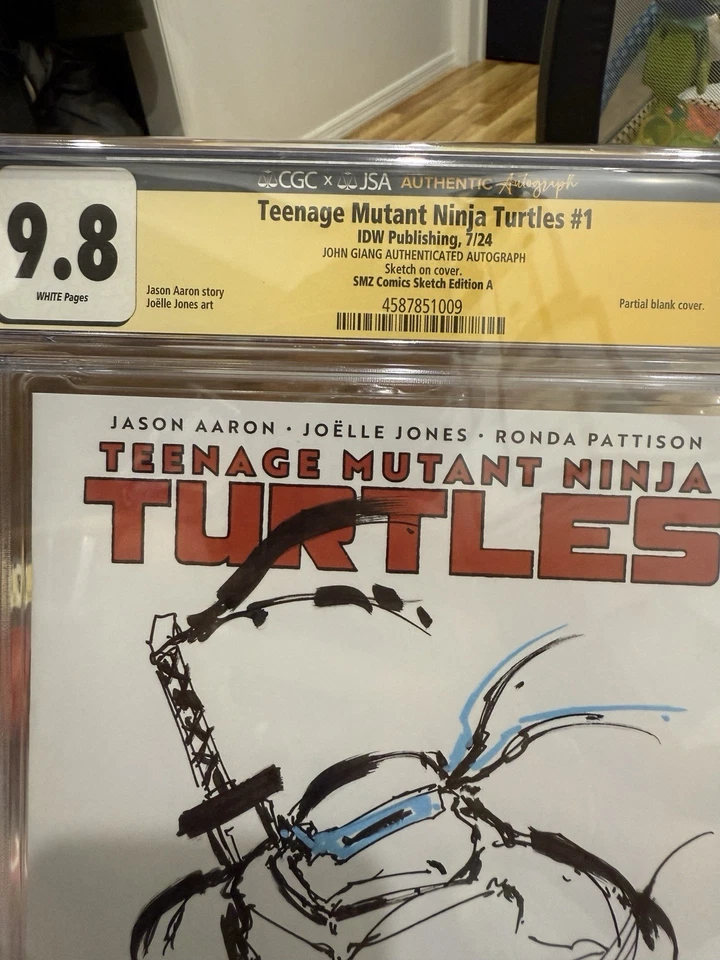 CGC x JSA AUTHENTIC Autograph
9.8
WHITE Pages
Teenage Mutant Ninja Turtles #1
IDW Publishing, 7/24
JOHN GIANG AUTHENTICATED AUTOGRAPH
Sketch on cover.
SMZ Comics Sketch Edition A
Jason Aaron story
Joëlle Jones art
4587851009
Partial blank cover.
JASON AARON · JOËLLE JONES · RONDA PATTISON
TEENAGE MUTANT NINJA
TURTLES